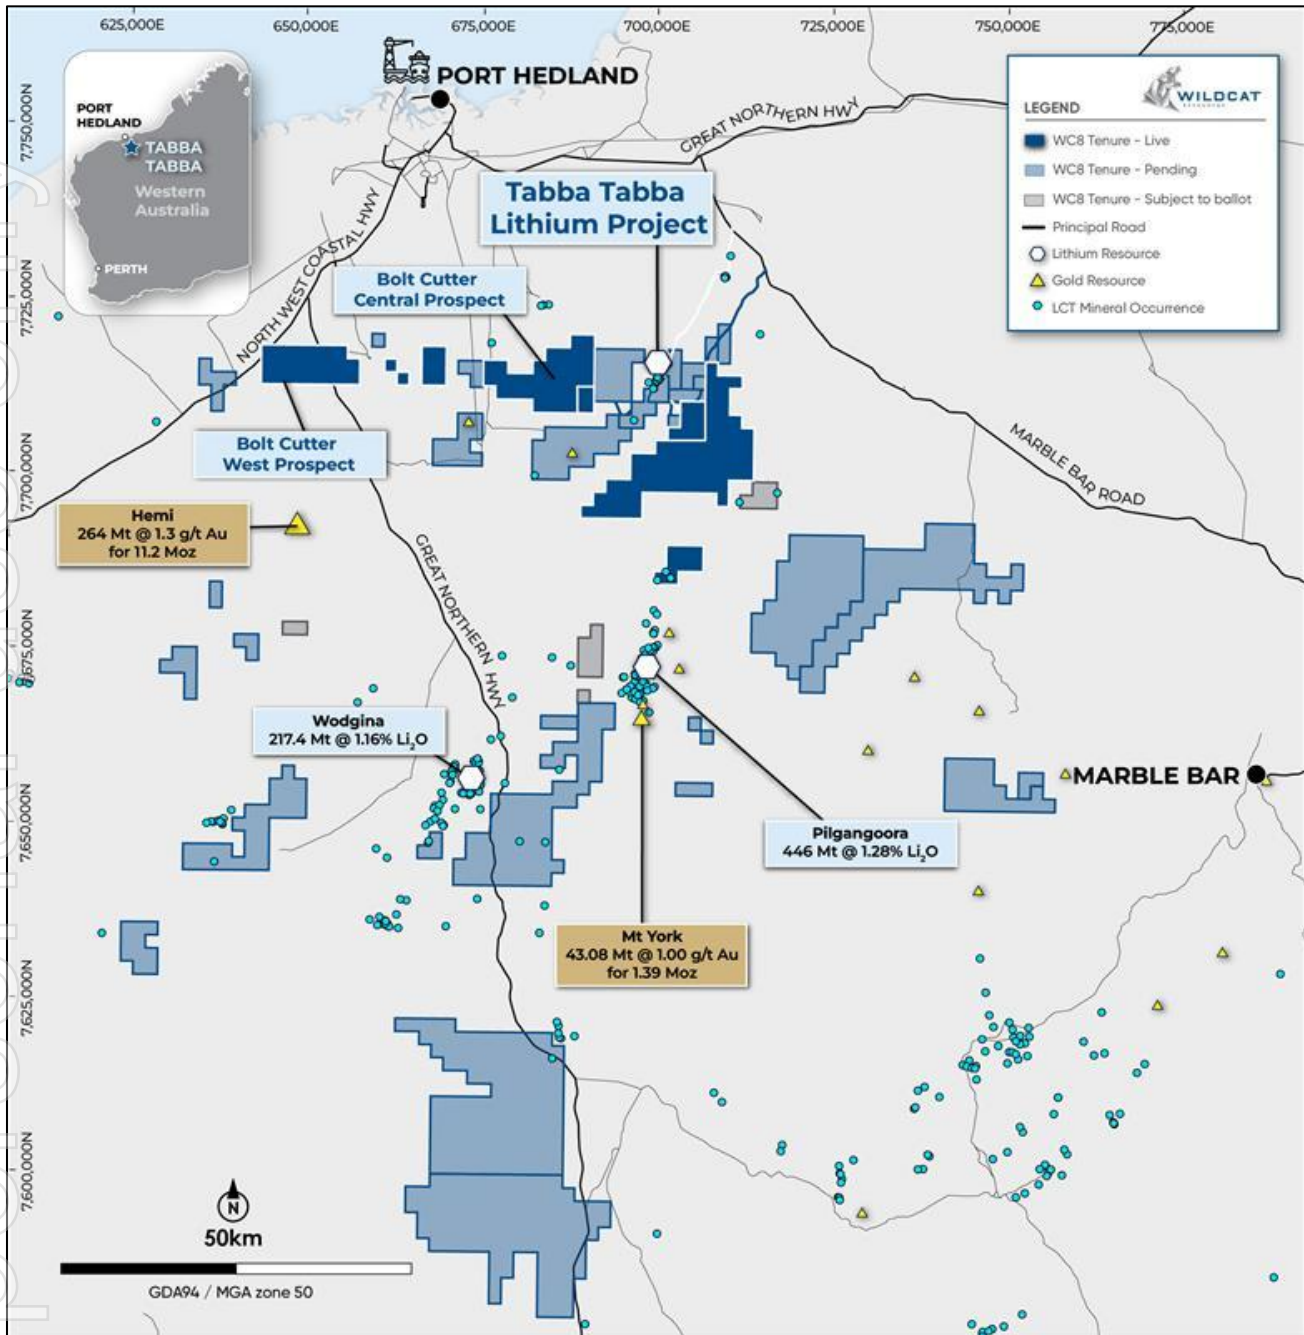 625,000E
650,000E
675,000E
700,000E
725,000E
750,000E
775,000E
7,750,000N
7,725,000N
7,700,000N
7,675,000N
7,650,000N
7,625,000N
7,600,000N
PORT HEDLAND
PORT
HEDLAND
TABBA
TABBA
Western
Australia
PERTH
WILDCAT
LEGEND
WC8 Tenure - Live
WC8 Tenure - Pending
WC8 Tenure - Subject to ballot
Principal Road
Lithium Resource
Gold Resource
LCT Mineral Occurrence
GREAT NORTHERN HWY
NORTH WEST COASTAL HWY
Tabba Tabba
Lithium Project
Bolt Cutter
Central Prospect
Bolt Cutter
West Prospect
MARBLE BAR ROAD
Hemi
264 Mt @ 1.3 g/t Au
for 11.2 Moz
GREAT NORTHERN HWY
Wodgina
217.4 Mt @ 1.16% Li₂O
MARBLE BAR
Pilgangoora
446 Mt @ 1.28% Li₂O
Mt York
43.08 Mt @ 1.00 g/t Au
for 1.39 Moz
N
50km
GDA94 / MGA zone 50